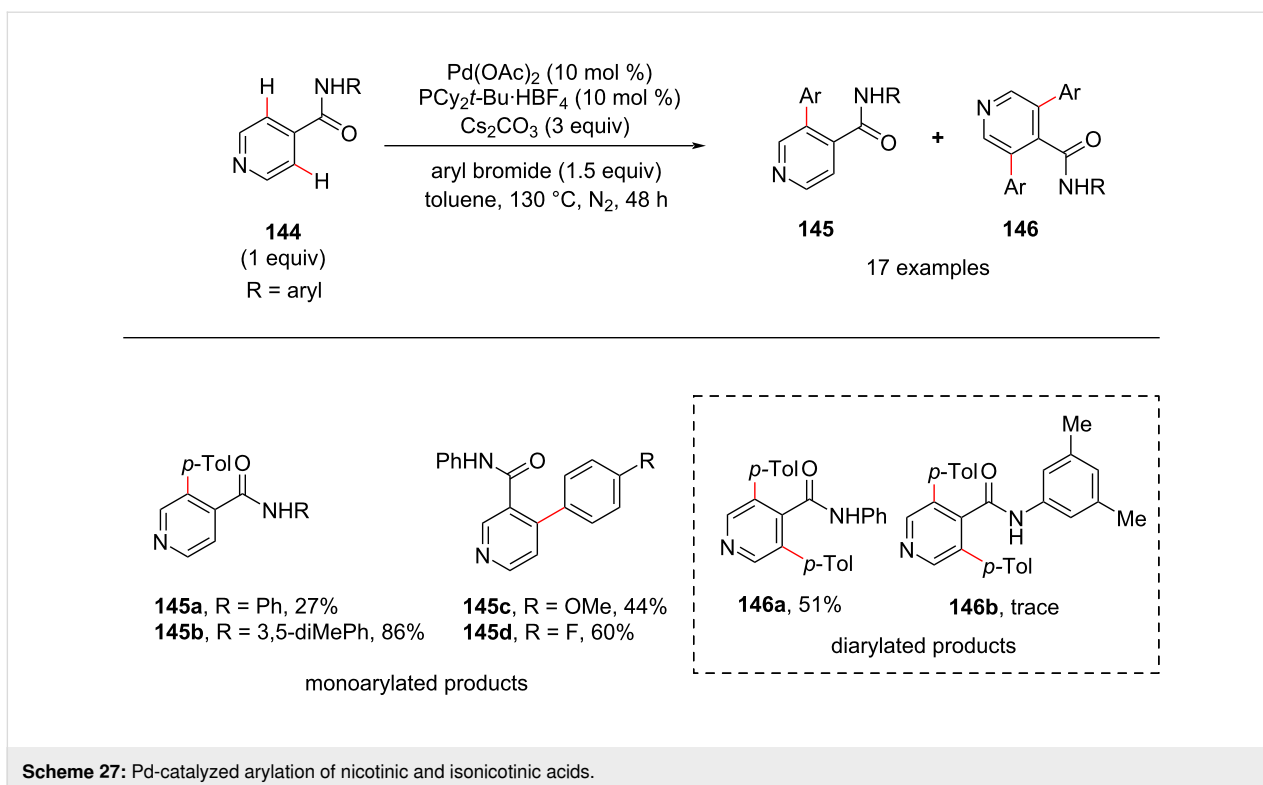 H
NHR
O
N
H
144
(1 equiv)
R = aryl
Pd(OAc)2 (10 mol %)
PCy2t-Bu·HBF4 (10 mol %)
Cs2CO3 (3 equiv)
aryl bromide (1.5 equiv)
toluene, 130 °C, N2, 48 h
Ar
NHR
O
N
145
+
N
Ar
O
Ar
NHR
146
17 examples
p-Tol O
NHR
N
145a, R = Ph, 27%
145b, R = 3,5-diMePh, 86%
PhHN
O
R
N
145c, R = OMe, 44%
145d, R = F, 60%
monoarylated products
p-Tol O
NHPh
N
p-Tol
146a, 51%
Me
p-Tol O
N
H
Me
N
p-Tol
146b, trace
diarylated products
Scheme 27: Pd-catalyzed arylation of nicotinic and isonicotinic acids.